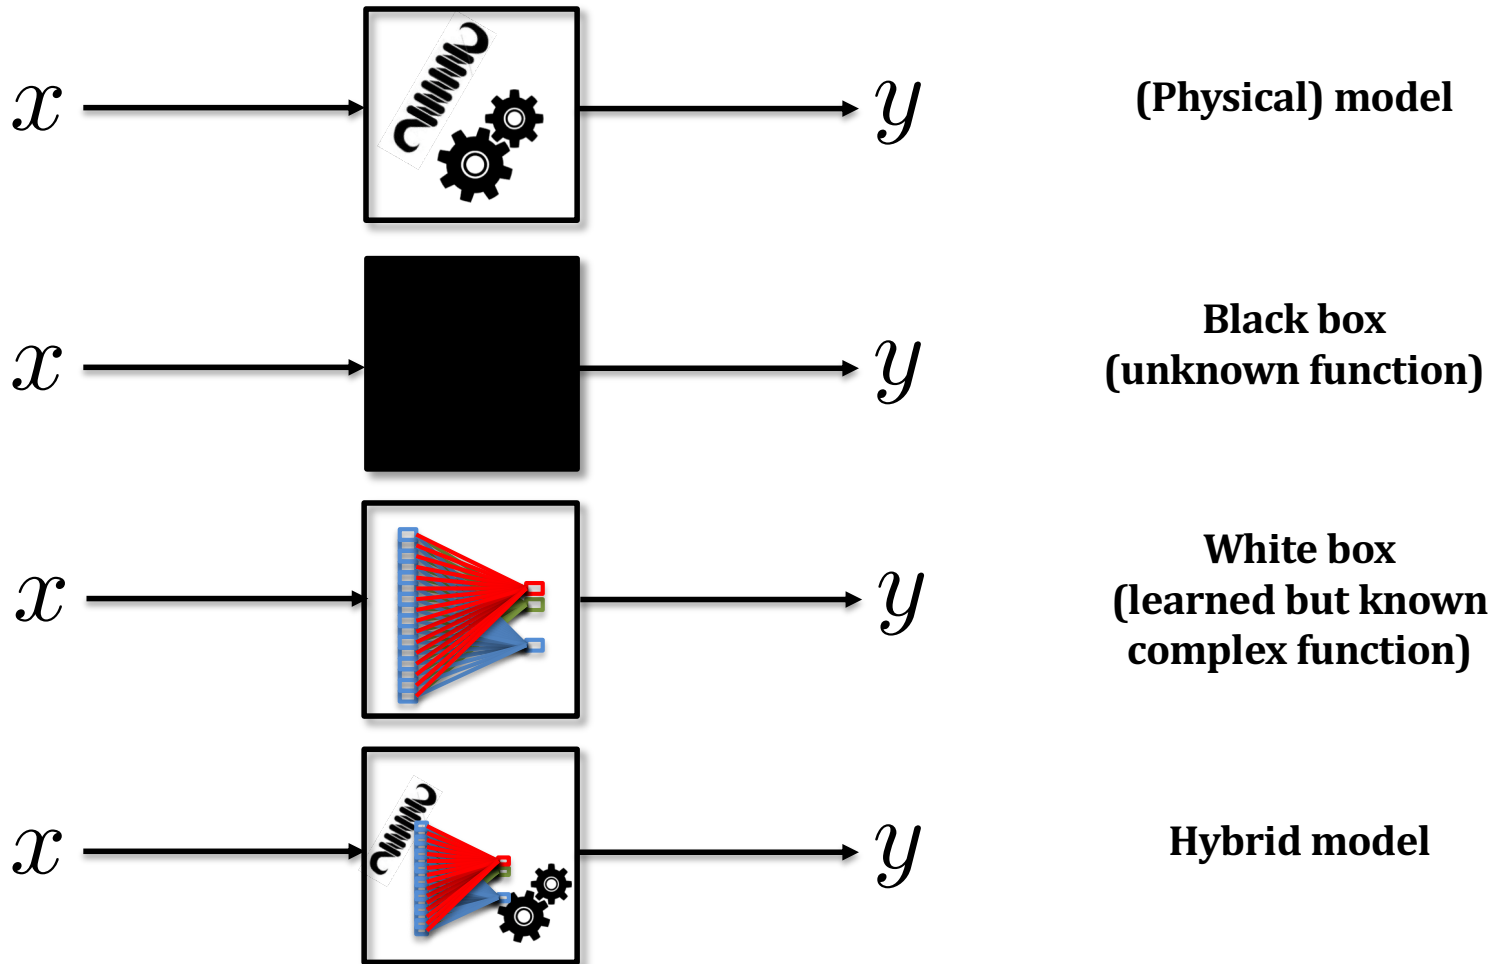 x
y
(Physical) model
x
y
Black box
(unknown function)
x
y
White box
(learned but known
complex function)
x
y
Hybrid model